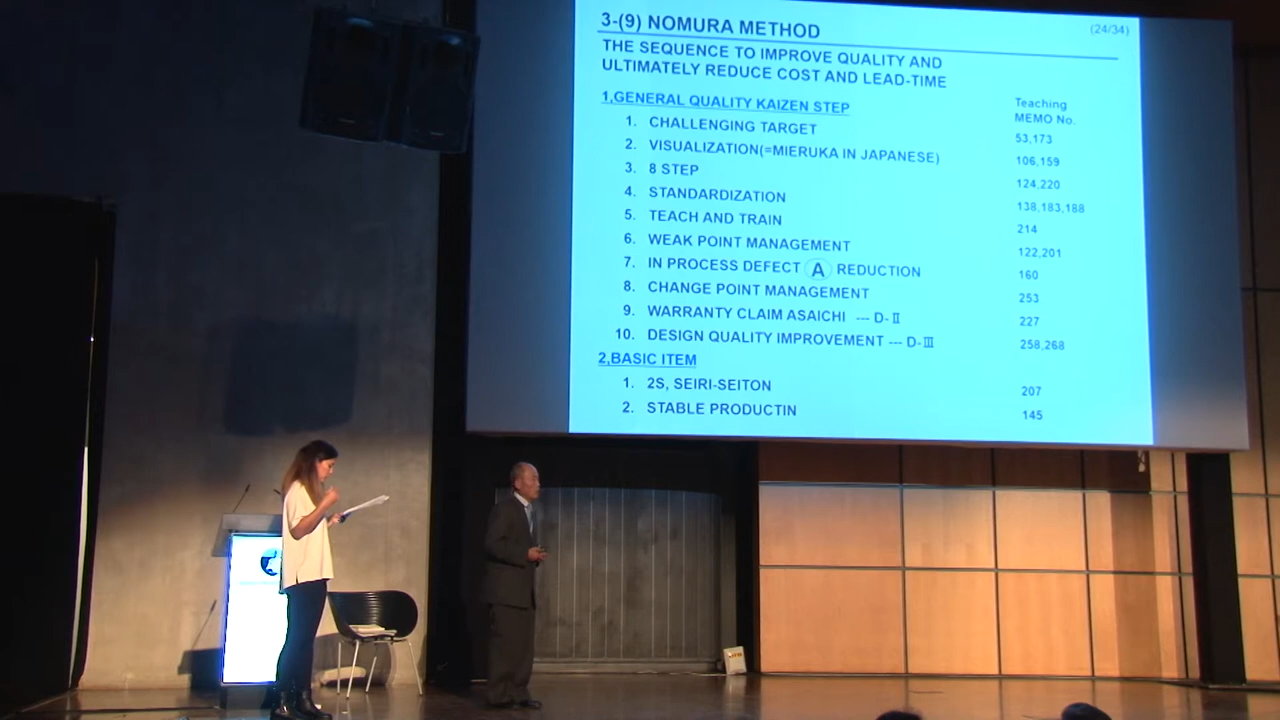 3-(9) NOMURA METHOD (24/34)
THE SEQUENCE TO IMPROVE QUALITY AND
ULTIMATELY REDUCE COST AND LEAD-TIME
1,GENERAL QUALITY KAIZEN STEP Teaching MEMO No.
1. CHALLENGING TARGET 53,173
2. VISUALIZATION(=MIERUKA IN JAPANESE) 106,159
3. 8 STEP 124,220
4. STANDARDIZATION 138,183,188
5. TEACH AND TRAIN 214
6. WEAK POINT MANAGEMENT 122,201
7. IN PROCESS DEFECT A REDUCTION 160
8. CHANGE POINT MANAGEMENT 253
9. WARRANTY CLAIM ASAICHI --- D-Ⅱ 227
10. DESIGN QUALITY IMPROVEMENT --- D-Ⅲ 258,268
2,BASIC ITEM
1. 2S, SEIRI-SEITON 207
2. STABLE PRODUCTIN 145